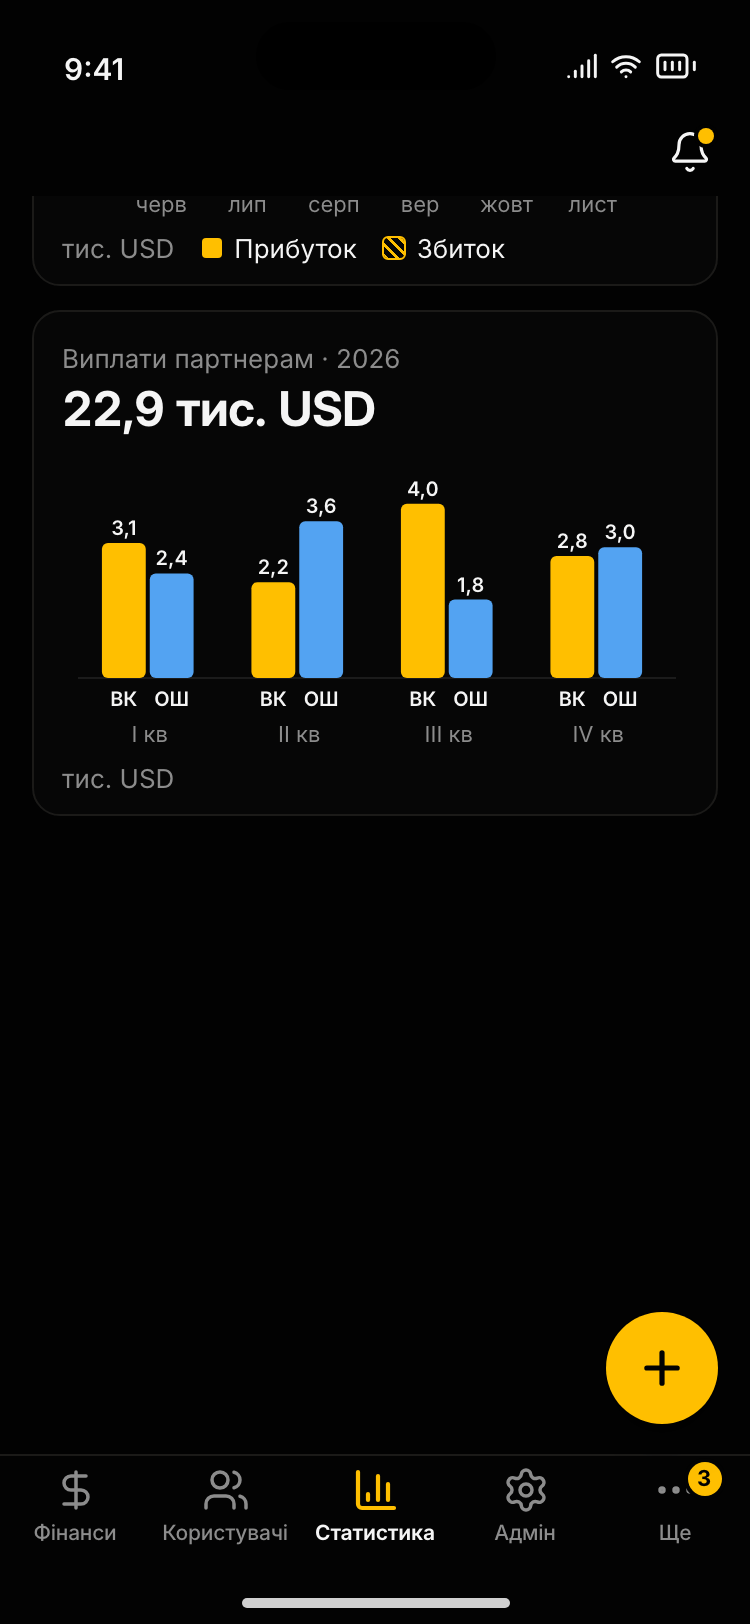 9:41
черв лип серп вер жовт лист
тис. USD Прибуток Збиток
Виплати партнерам · 2026
22,9 тис. USD
3,1 2,4 2,2 3,6 4,0 1,8 2,8 3,0
ВК ОШ ВК ОШ ВК ОШ ВК ОШ
I кв II кв III кв IV кв
тис. USD
3
Фінанси Користувачі Статистика Адмін Ще